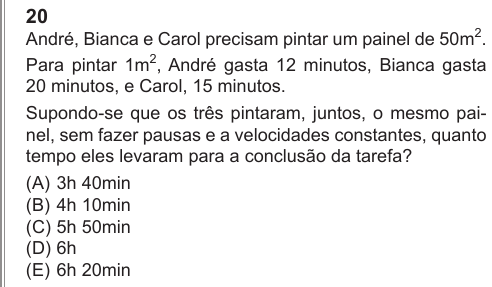 20
André, Bianca e Carol precisam pintar um painel de 50m².
Para pintar 1m², André gasta 12 minutos, Bianca gasta
20 minutos, e Carol, 15 minutos.
Supondo-se que os três pintaram, juntos, o mesmo pai-
nel, sem fazer pausas e a velocidades constantes, quanto
tempo eles levaram para a conclusão da tarefa?
(A) 3h 40min
(B) 4h 10min
(C) 5h 50min
(D) 6h
(E) 6h 20min